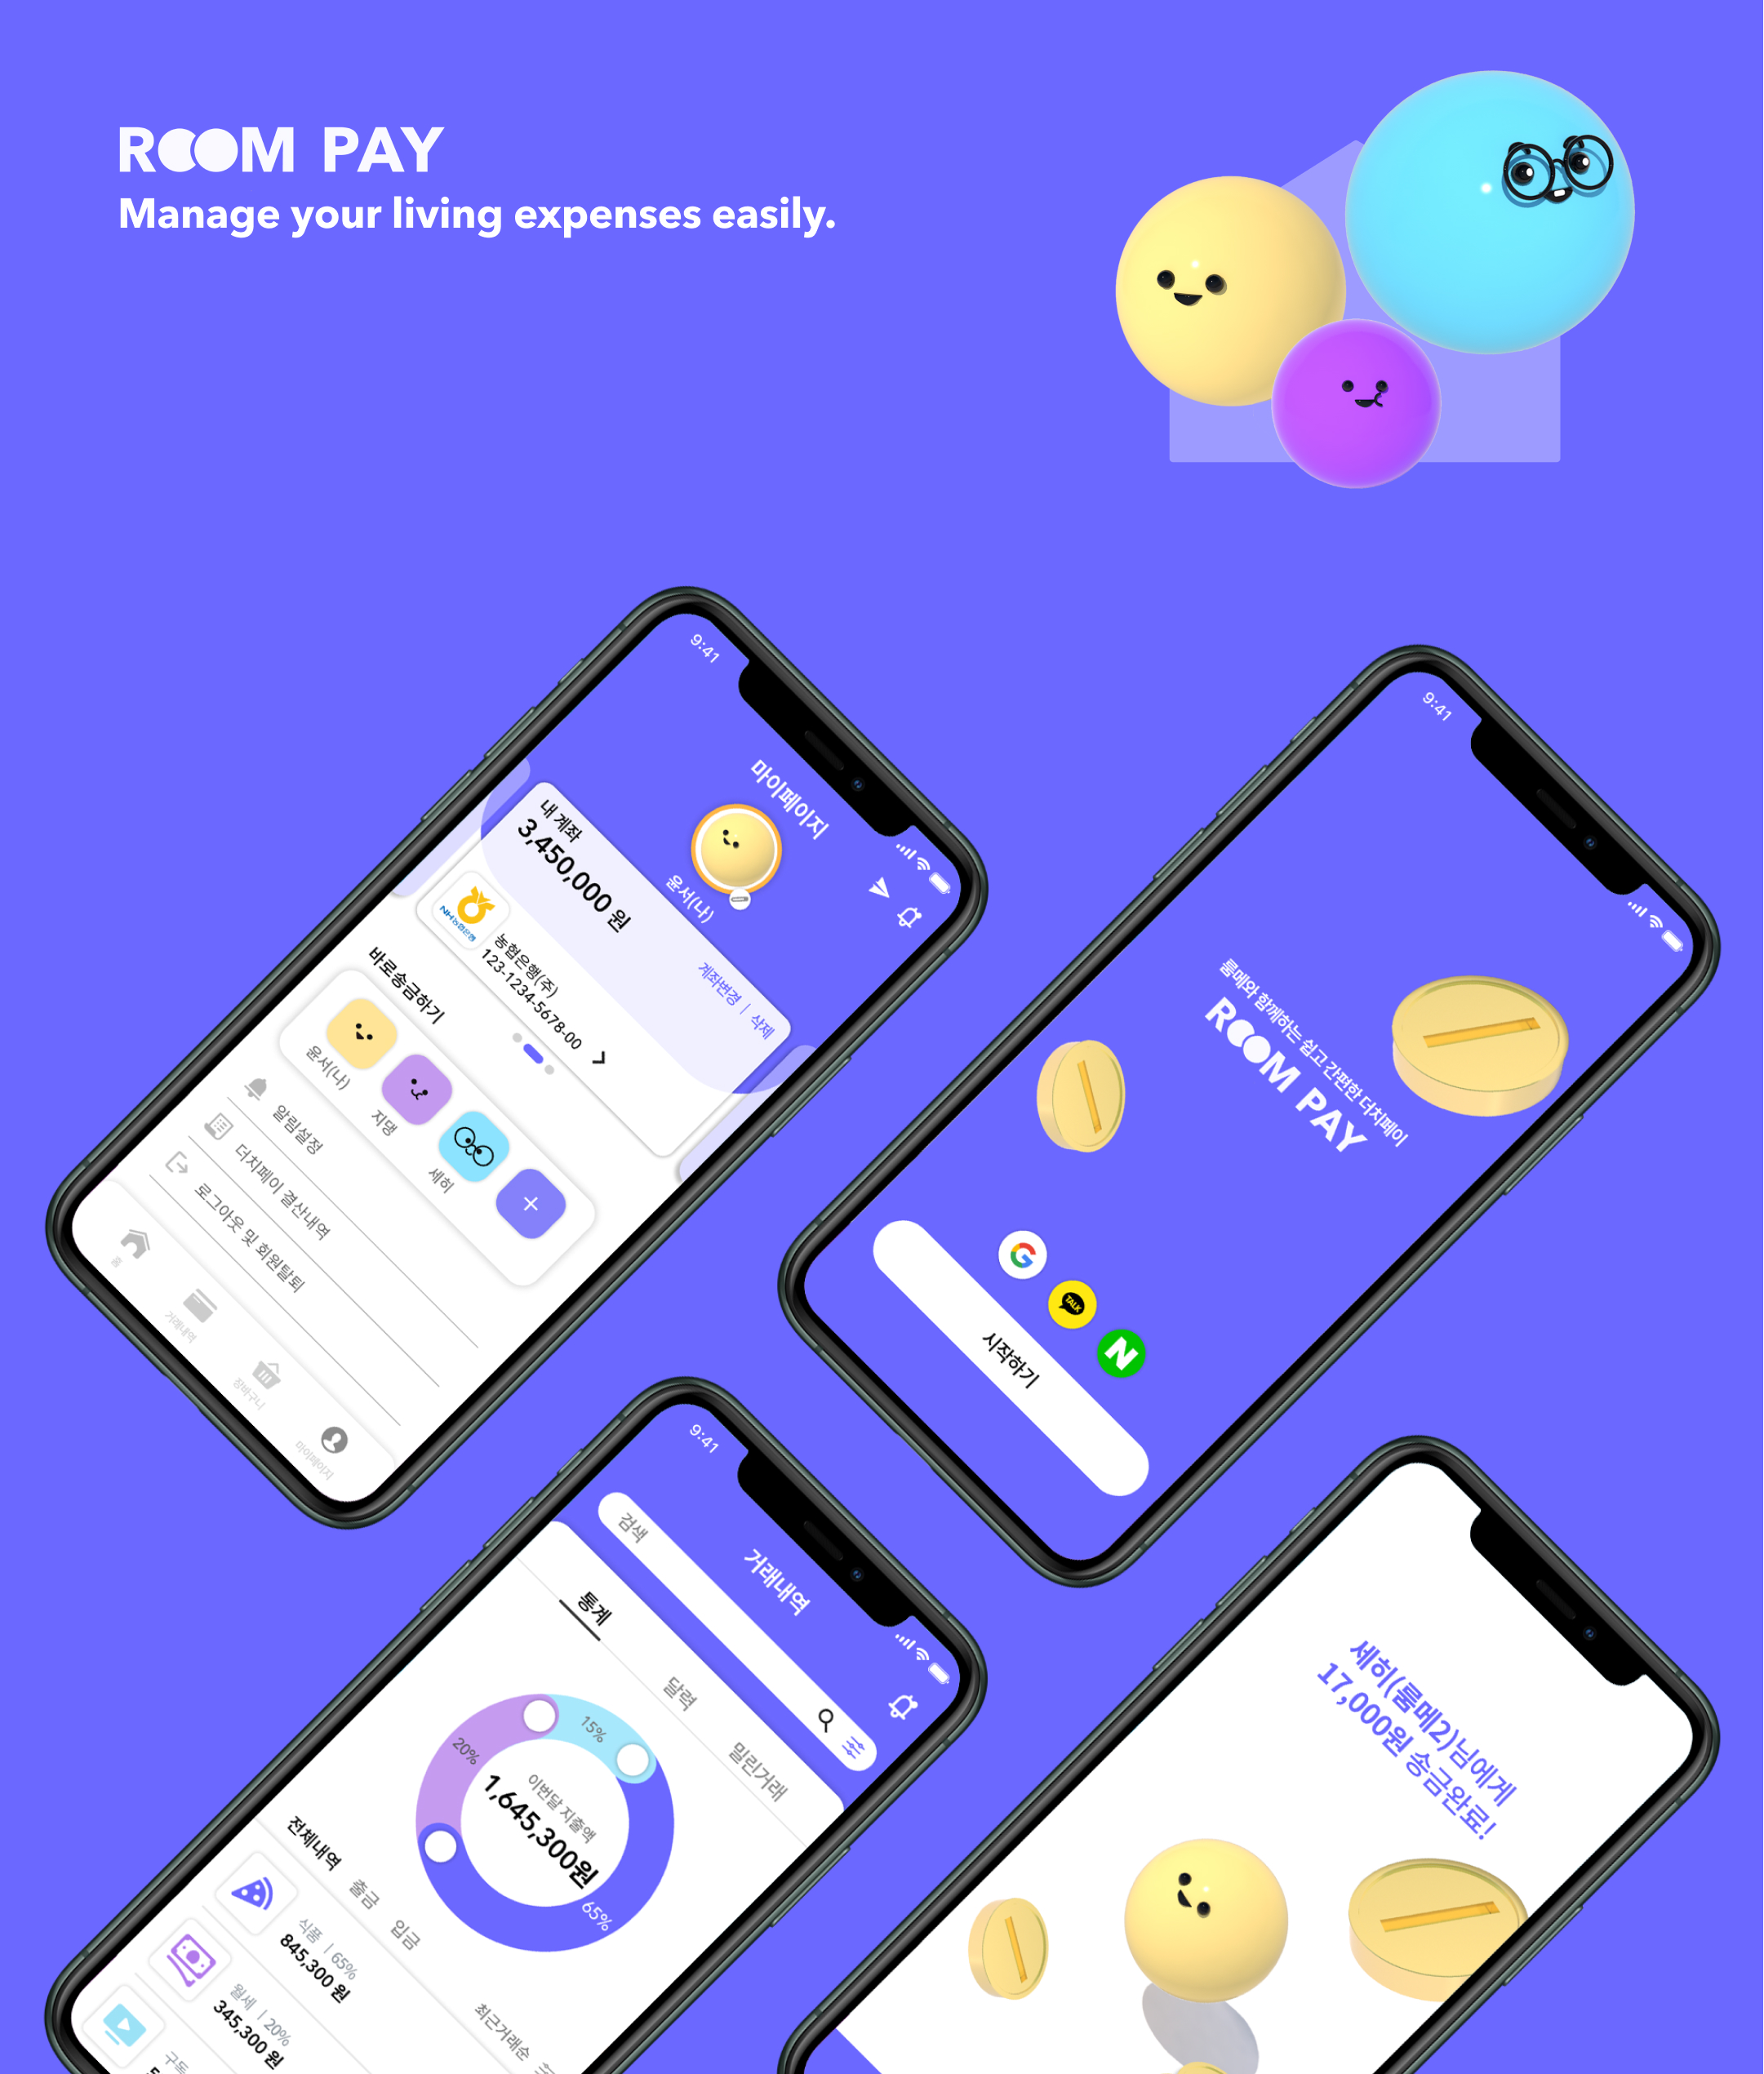 ROOM PAY
Manage your living expenses easily.
9:41
마이페이지
윤서(나)
내 계좌
계좌변경 | 삭제
3,450,000 원
NH농협은행
농협은행(주)
123-1234-5678-00
바로송금하기
윤서(나)
지댕
세히
알림설정
더치페이 결산내역
로그아웃 및 회원탈퇴
홈
거래내역
장바구니
마이페이지
9:41
룸메와 함께하는 쉽고 간편한 더치페이
ROOM PAY
TALK
시작하기
9:41
거래내역
검색
통계
달력
밀린거래
15%
20%
이번달 지출액
1,645,300원
65%
전체내역
출금
입금
최근거래순
식품 | 65%
845,300 원
월세 | 20%
345,300 원
구독
세히(룸메2)님에게
17,000원 송금완료!